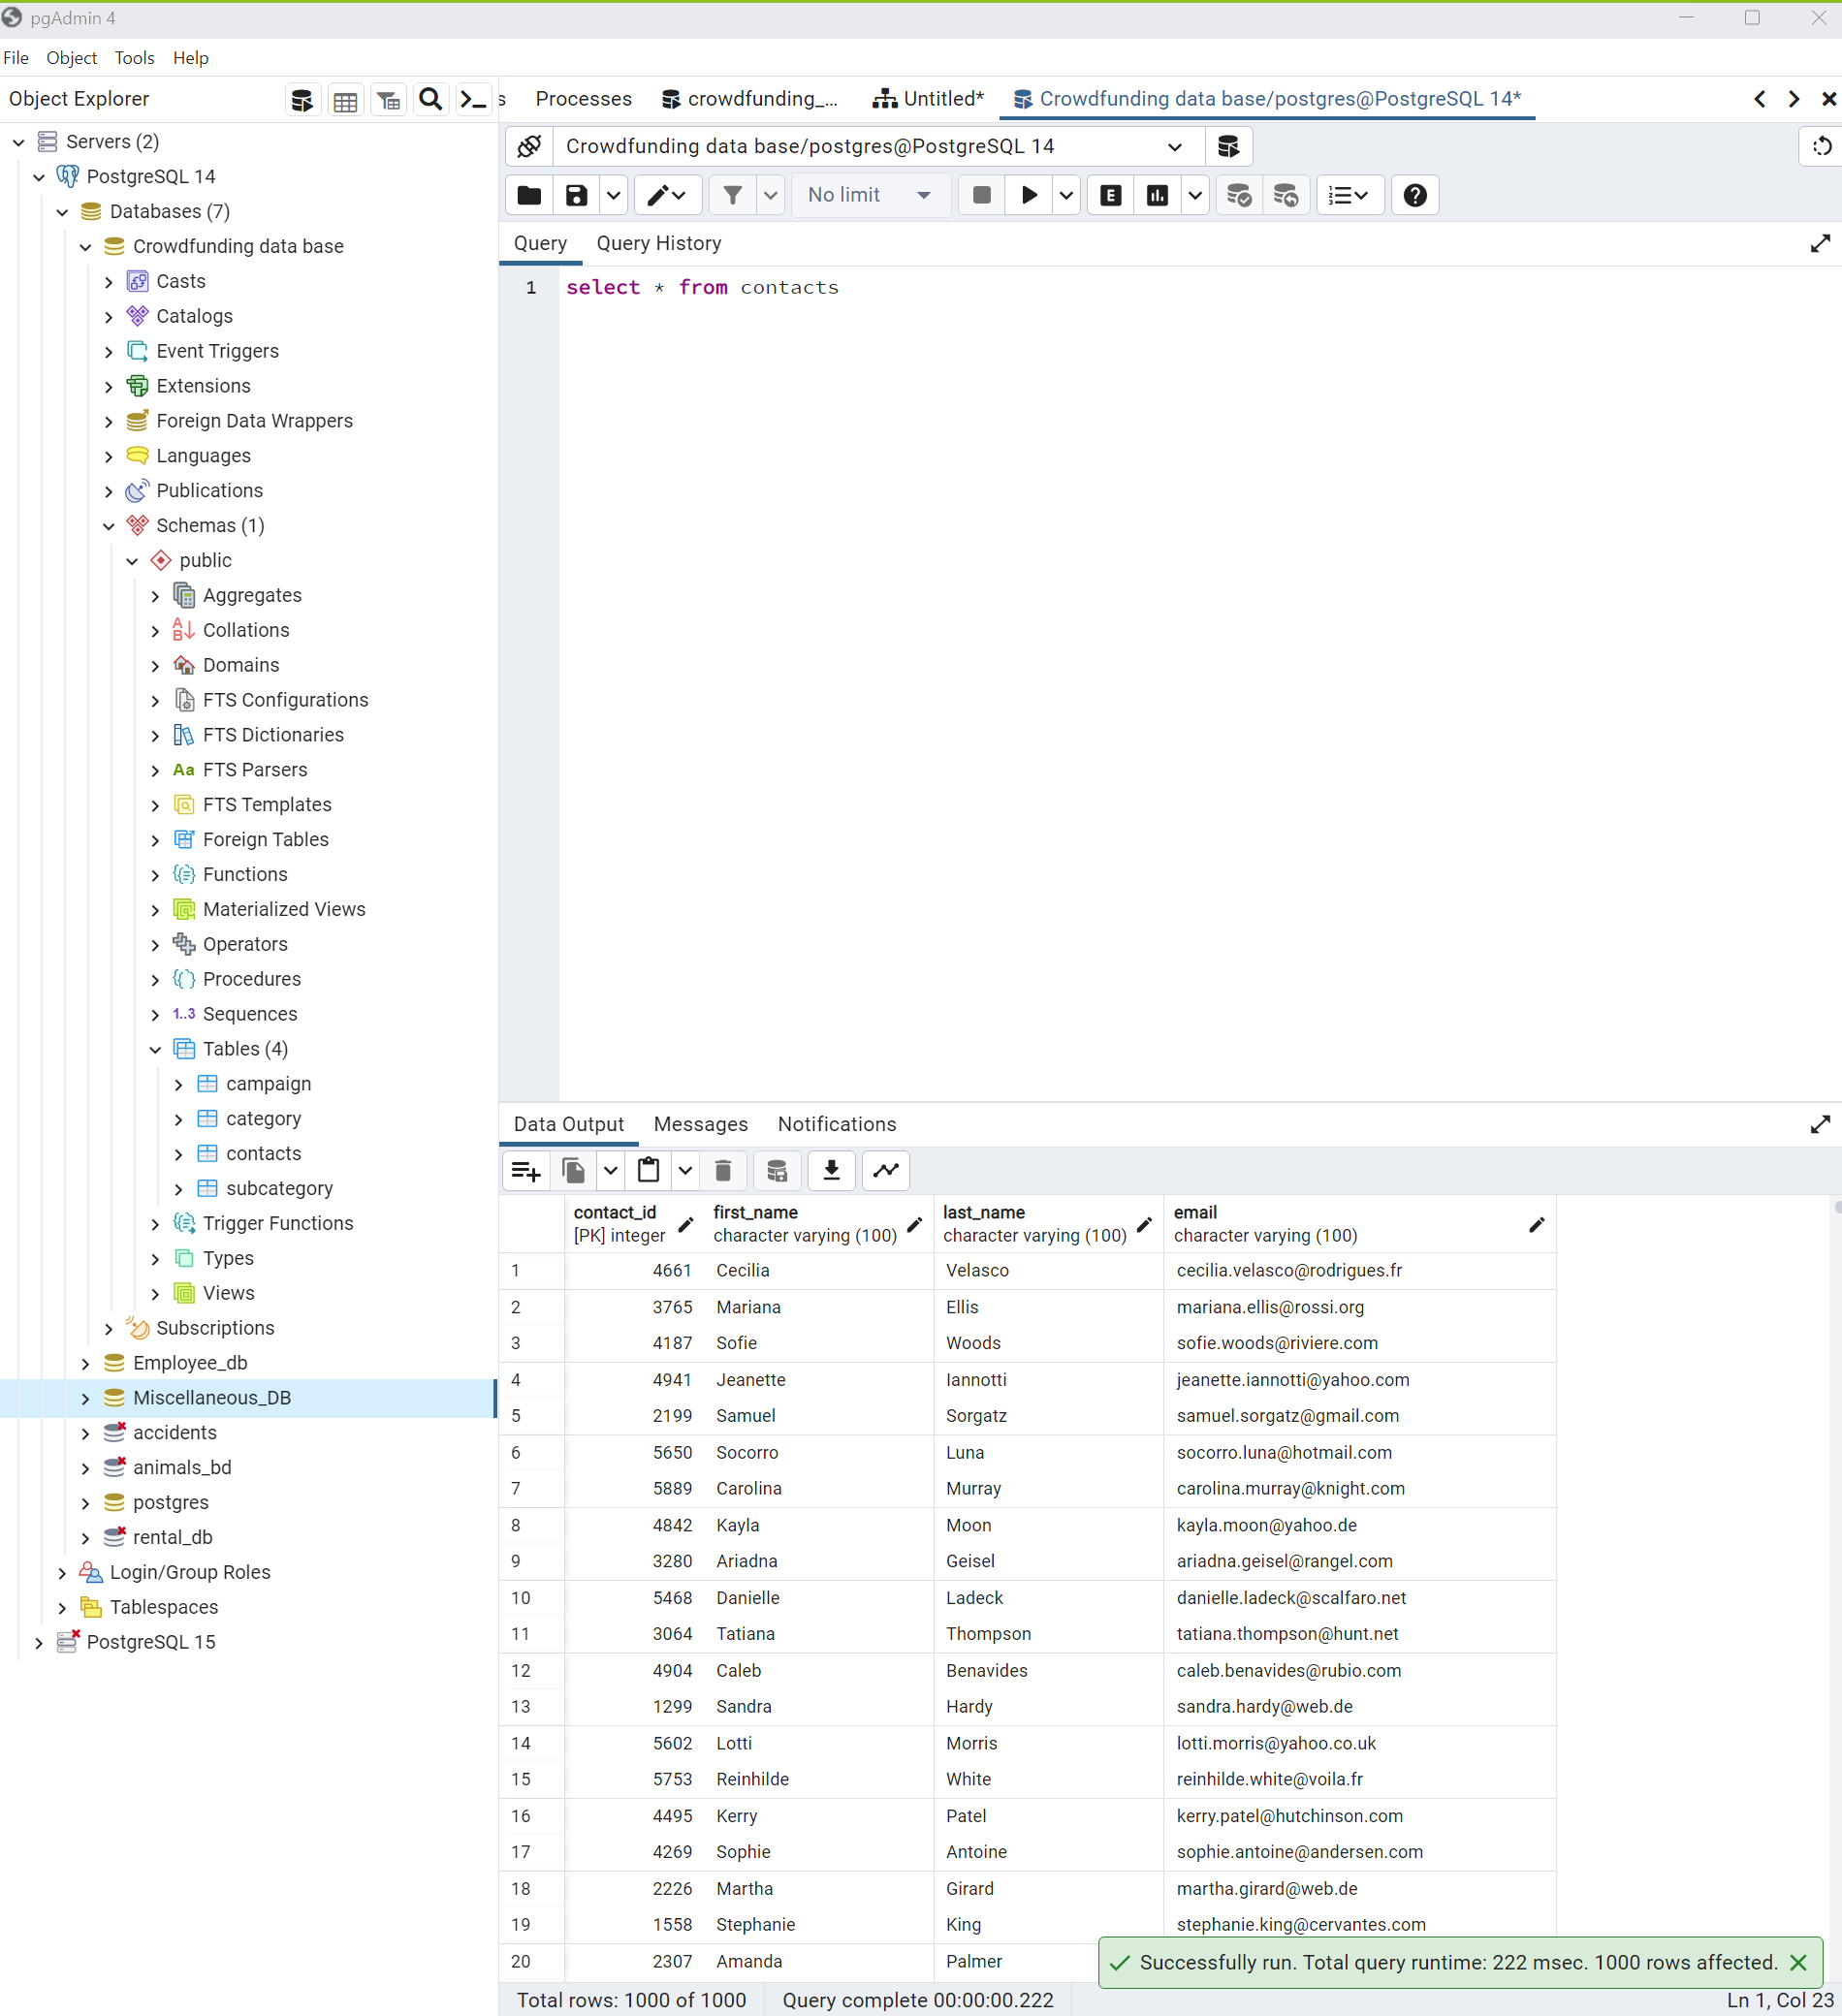 pgAdmin 4
File Object Tools Help
Object Explorer
s Processes crowdfunding_... Untitled* Crowdfunding data base/postgres@PostgreSQL 14*
Servers (2)
PostgreSQL 14
Databases (7)
Crowdfunding data base
Casts
Catalogs
Event Triggers
Extensions
Foreign Data Wrappers
Languages
Publications
Schemas (1)
public
Aggregates
Collations
Domains
FTS Configurations
FTS Dictionaries
Aa FTS Parsers
FTS Templates
Foreign Tables
Functions
Materialized Views
Operators
Procedures
1..3 Sequences
Tables (4)
campaign
category
contacts
subcategory
Trigger Functions
Types
Views
Subscriptions
Employee_db
Miscellaneous_DB
accidents
animals_bd
postgres
rental_db
Login/Group Roles
Tablespaces
PostgreSQL 15
Crowdfunding data base/postgres@PostgreSQL 14
No limit E
Query Query History
1 select * from contacts
Data Output Messages Notifications
contact_id first_name last_name email
[PK] integer character varying (100) character varying (100) character varying (100)
1 4661 Cecilia Velasco cecilia.velasco@rodrigues.fr
2 3765 Mariana Ellis mariana.ellis@rossi.org
3 4187 Sofie Woods sofie.woods@riviere.com
4 4941 Jeanette Iannotti jeanette.iannotti@yahoo.com
5 2199 Samuel Sorgatz samuel.sorgatz@gmail.com
6 5650 Socorro Luna socorro.luna@hotmail.com
7 5889 Carolina Murray carolina.murray@knight.com
8 4842 Kayla Moon kayla.moon@yahoo.de
9 3280 Ariadna Geisel ariadna.geisel@rangel.com
10 5468 Danielle Ladeck danielle.ladeck@scalfaro.net
11 3064 Tatiana Thompson tatiana.thompson@hunt.net
12 4904 Caleb Benavides caleb.benavides@rubio.com
13 1299 Sandra Hardy sandra.hardy@web.de
14 5602 Lotti Morris lotti.morris@yahoo.co.uk
15 5753 Reinhilde White reinhilde.white@voila.fr
16 4495 Kerry Patel kerry.patel@hutchinson.com
17 4269 Sophie Antoine sophie.antoine@andersen.com
18 2226 Martha Girard martha.girard@web.de
19 1558 Stephanie King stephanie.king@cervantes.com
20 2307 Amanda Palmer
Successfully run. Total query runtime: 222 msec. 1000 rows affected.
Total rows: 1000 of 1000 Query complete 00:00:00.222 Ln 1, Col 23